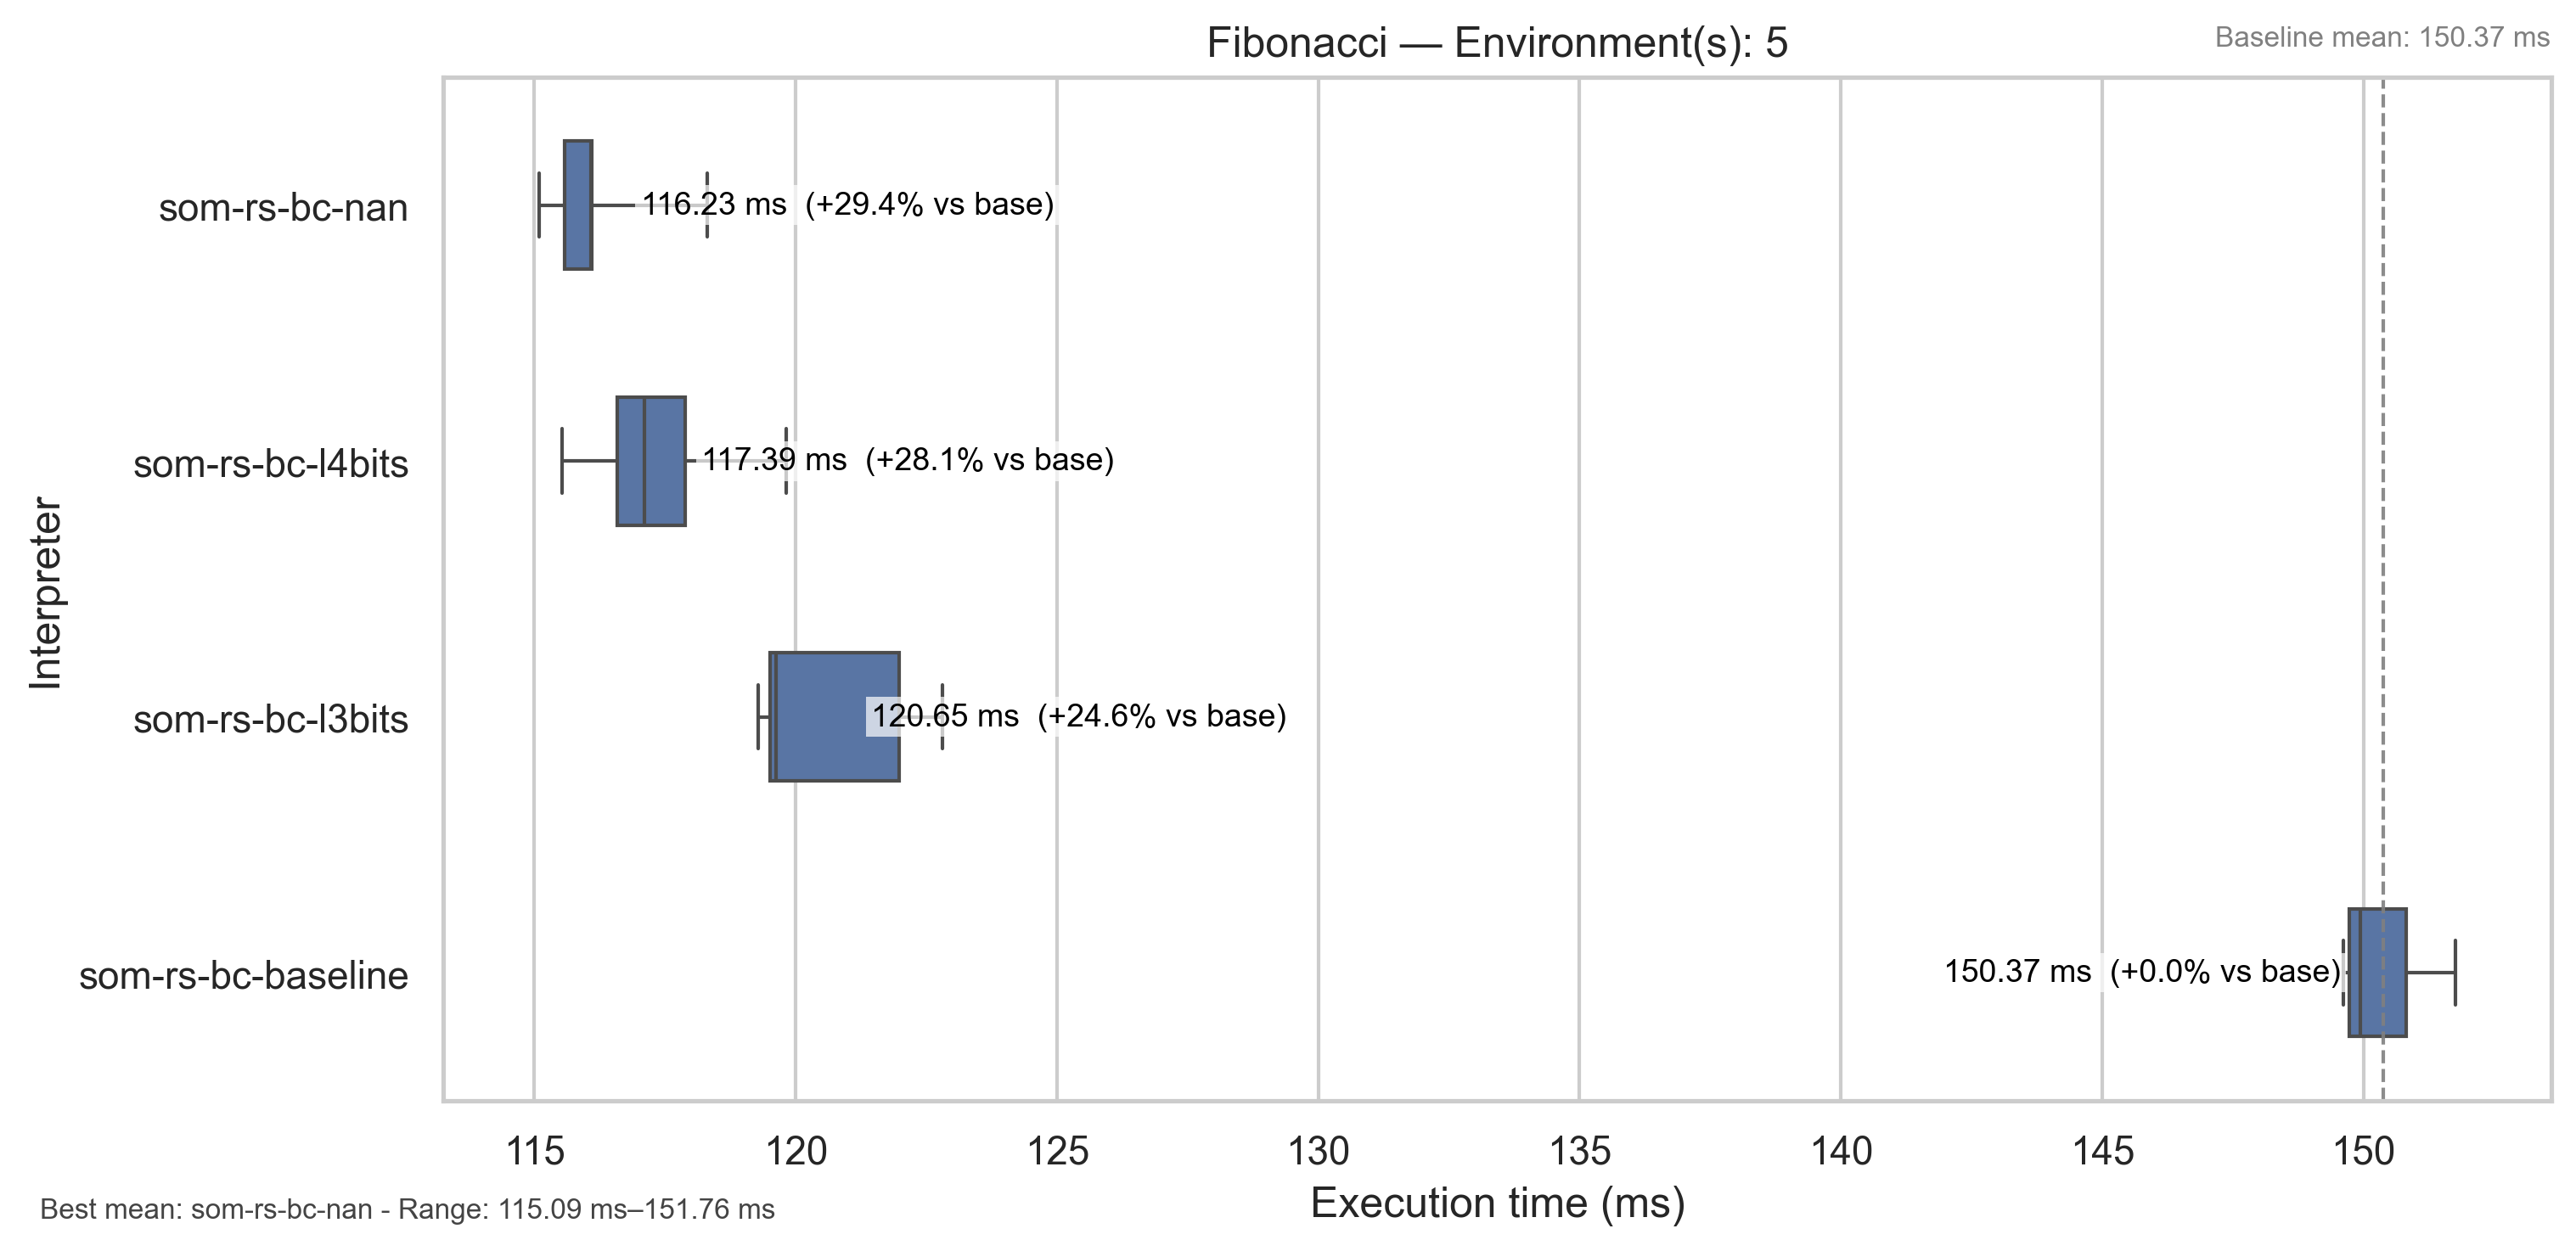 Fibonacci — Environment(s): 5
Baseline mean: 150.37 ms
Interpreter
som-rs-bc-nan
116.23 ms (+29.4% vs base)
som-rs-bc-l4bits
117.39 ms (+28.1% vs base)
som-rs-bc-l3bits
120.65 ms (+24.6% vs base)
som-rs-bc-baseline
150.37 ms (+0.0% vs base)
115 120 125 130 135 140 145 150
Execution time (ms)
Best mean: som-rs-bc-nan - Range: 115.09 ms–151.76 ms